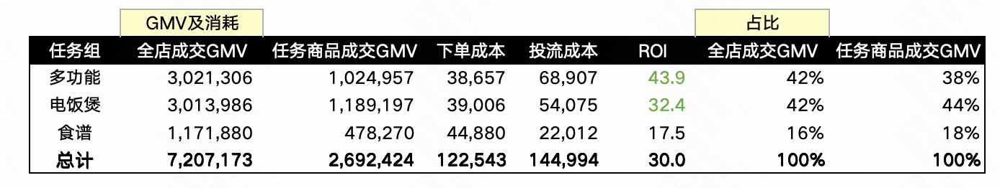 GMV及消耗 占比
任务组 全店成交GMV 任务商品成交GMV 下单成本 投流成本 ROI 全店成交GMV 任务商品成交GMV
多功能 3,021,306 1,024,957 38,657 68,907 43.9 42% 38%
电饭煲 3,013,986 1,189,197 39,006 54,075 32.4 42% 44%
食谱 1,171,880 478,270 44,880 22,012 17.5 16% 18%
总计 7,207,173 2,692,424 122,543 144,994 30.0 100% 100%